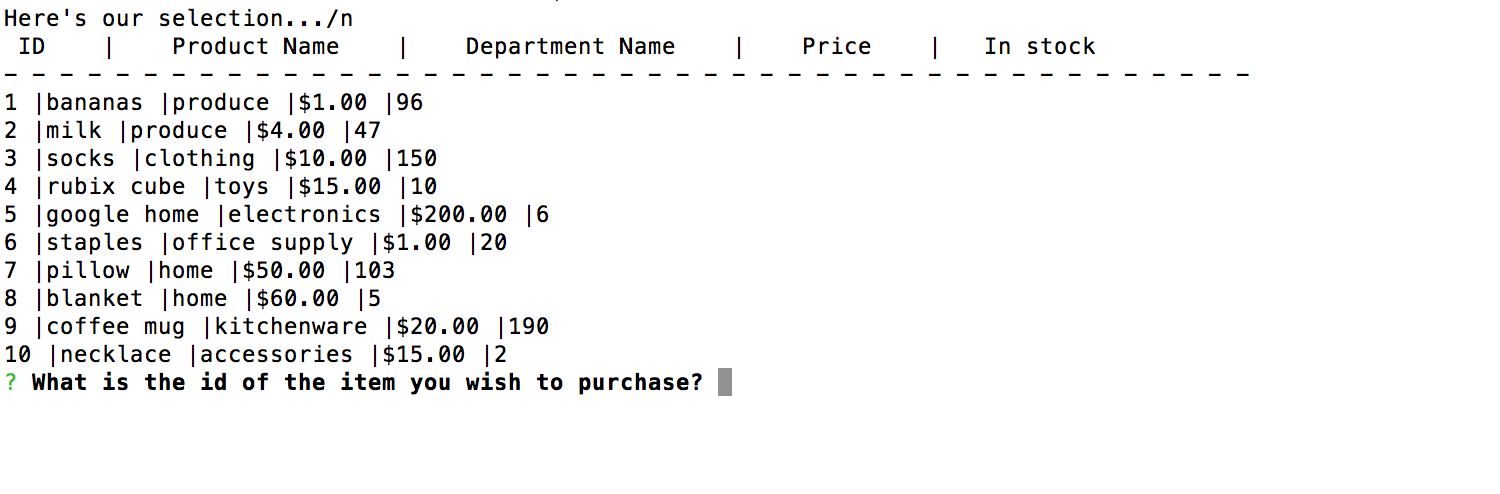 Here's our selection.../n
ID | Product Name | Department Name | Price | In stock
- - - - - - - - - - - - - - - - - - - - - - - - - - - - - - - - - - - - - - - - - - - - -
1 |bananas |produce |$1.00 |96
2 |milk |produce |$4.00 |47
3 |socks |clothing |$10.00 |150
4 |rubix cube |toys |$15.00 |10
5 |google home |electronics |$200.00 |6
6 |staples |office supply |$1.00 |20
7 |pillow |home |$50.00 |103
8 |blanket |home |$60.00 |5
9 |coffee mug |kitchenware |$20.00 |190
10 |necklace |accessories |$15.00 |2
? What is the id of the item you wish to purchase?